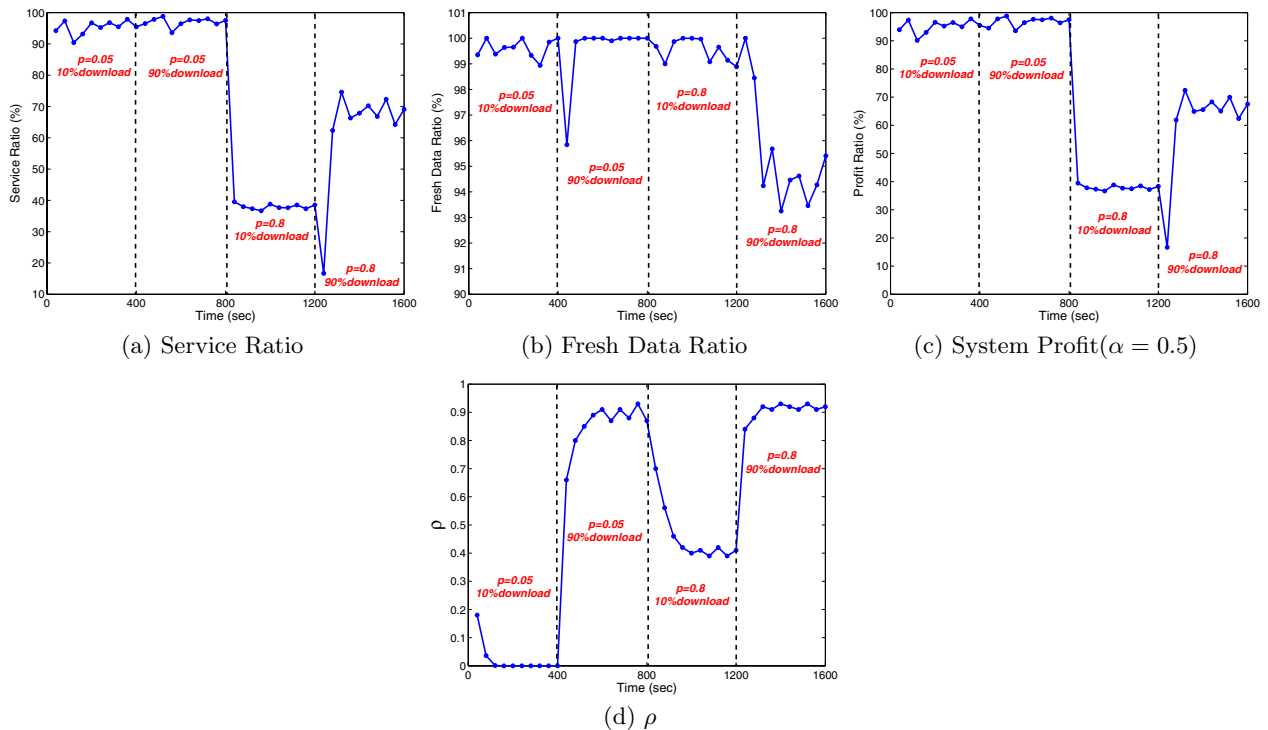 100
90
80
70
60
50
40
30
20
10
Service Ratio (%)
p=0.05
10%download
p=0.05
90%download
p=0.8
10%download
p=0.8
90%download
0 400 800 1200 1600
Time (sec)
(a) Service Ratio
101
100
99
98
97
96
95
94
93
92
91
90
Fresh Data Ratio (%)
p=0.05
10%download
p=0.05
90%download
p=0.8
10%download
p=0.8
90%download
0 400 800 1200 1600
Time (sec)
(b) Fresh Data Ratio
100
90
80
70
60
50
40
30
20
10
0
Profit Ratio (%)
p=0.05
10%download
p=0.05
90%download
p=0.8
10%download
p=0.8
90%download
0 400 800 1200 1600
Time (sec)
(c) System Profit(α = 0.5)
1
0.9
0.8
0.7
0.6
0.5
0.4
0.3
0.2
0.1
0
ρ
p=0.05
10%download
p=0.05
90%download
p=0.8
10%download
p=0.8
90%download
0 400 800 1200 1600
Time (sec)
(d) ρ